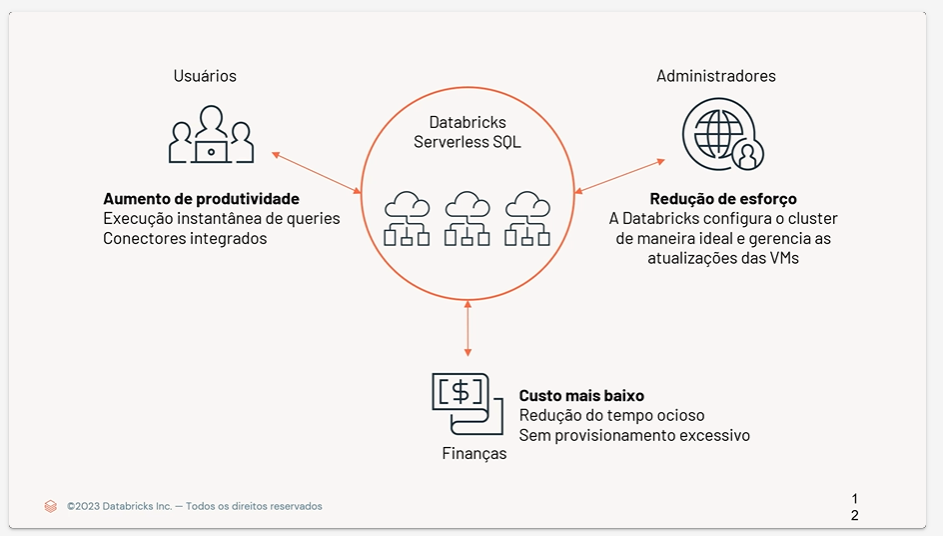 Usuários
Aumento de produtividade
Execução instantânea de queries
Conectores integrados
Databricks
Serverless SQL
Administradores
Redução de esforço
A Databricks configura o cluster
de maneira ideal e gerencia as
atualizações das VMs
[$]
Custo mais baixo
Redução do tempo ocioso
Sem provisionamento excessivo
Finanças
©2023 Databricks Inc. — Todos os direitos reservados
1
2